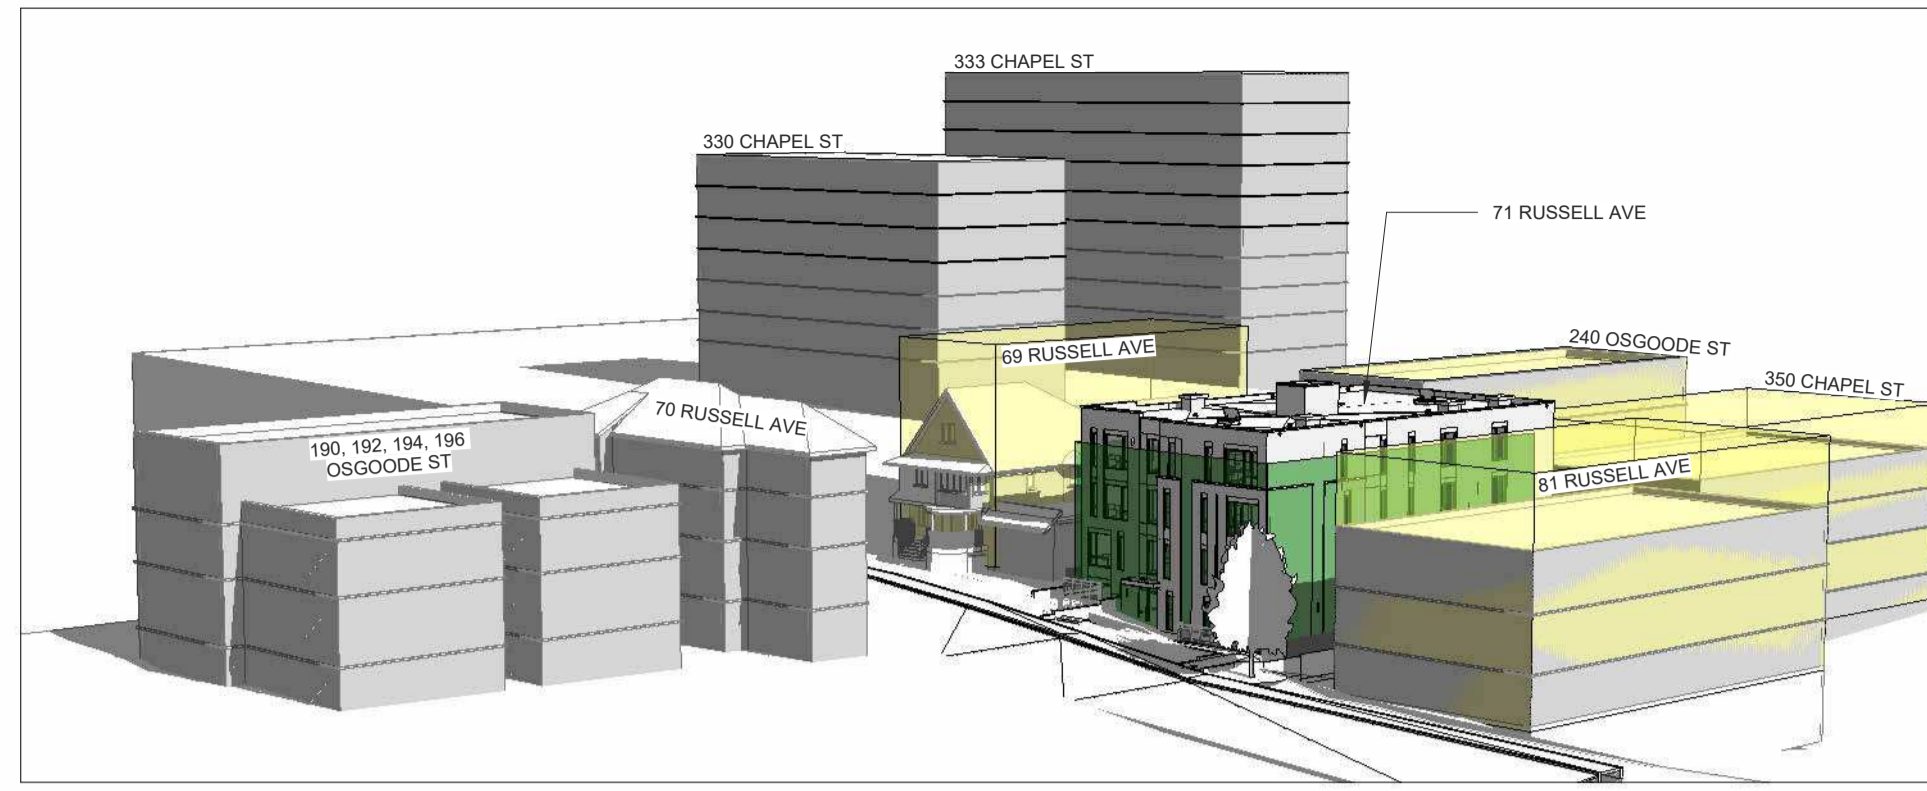 333 CHAPEL ST
330 CHAPEL ST
71 RUSSELL AVE
69 RUSSELL AVE
240 OSGOODE ST
350 CHAPEL ST
70 RUSSELL AVE
190, 192, 194, 196
OSGOODE ST
81 RUSSELL AVE